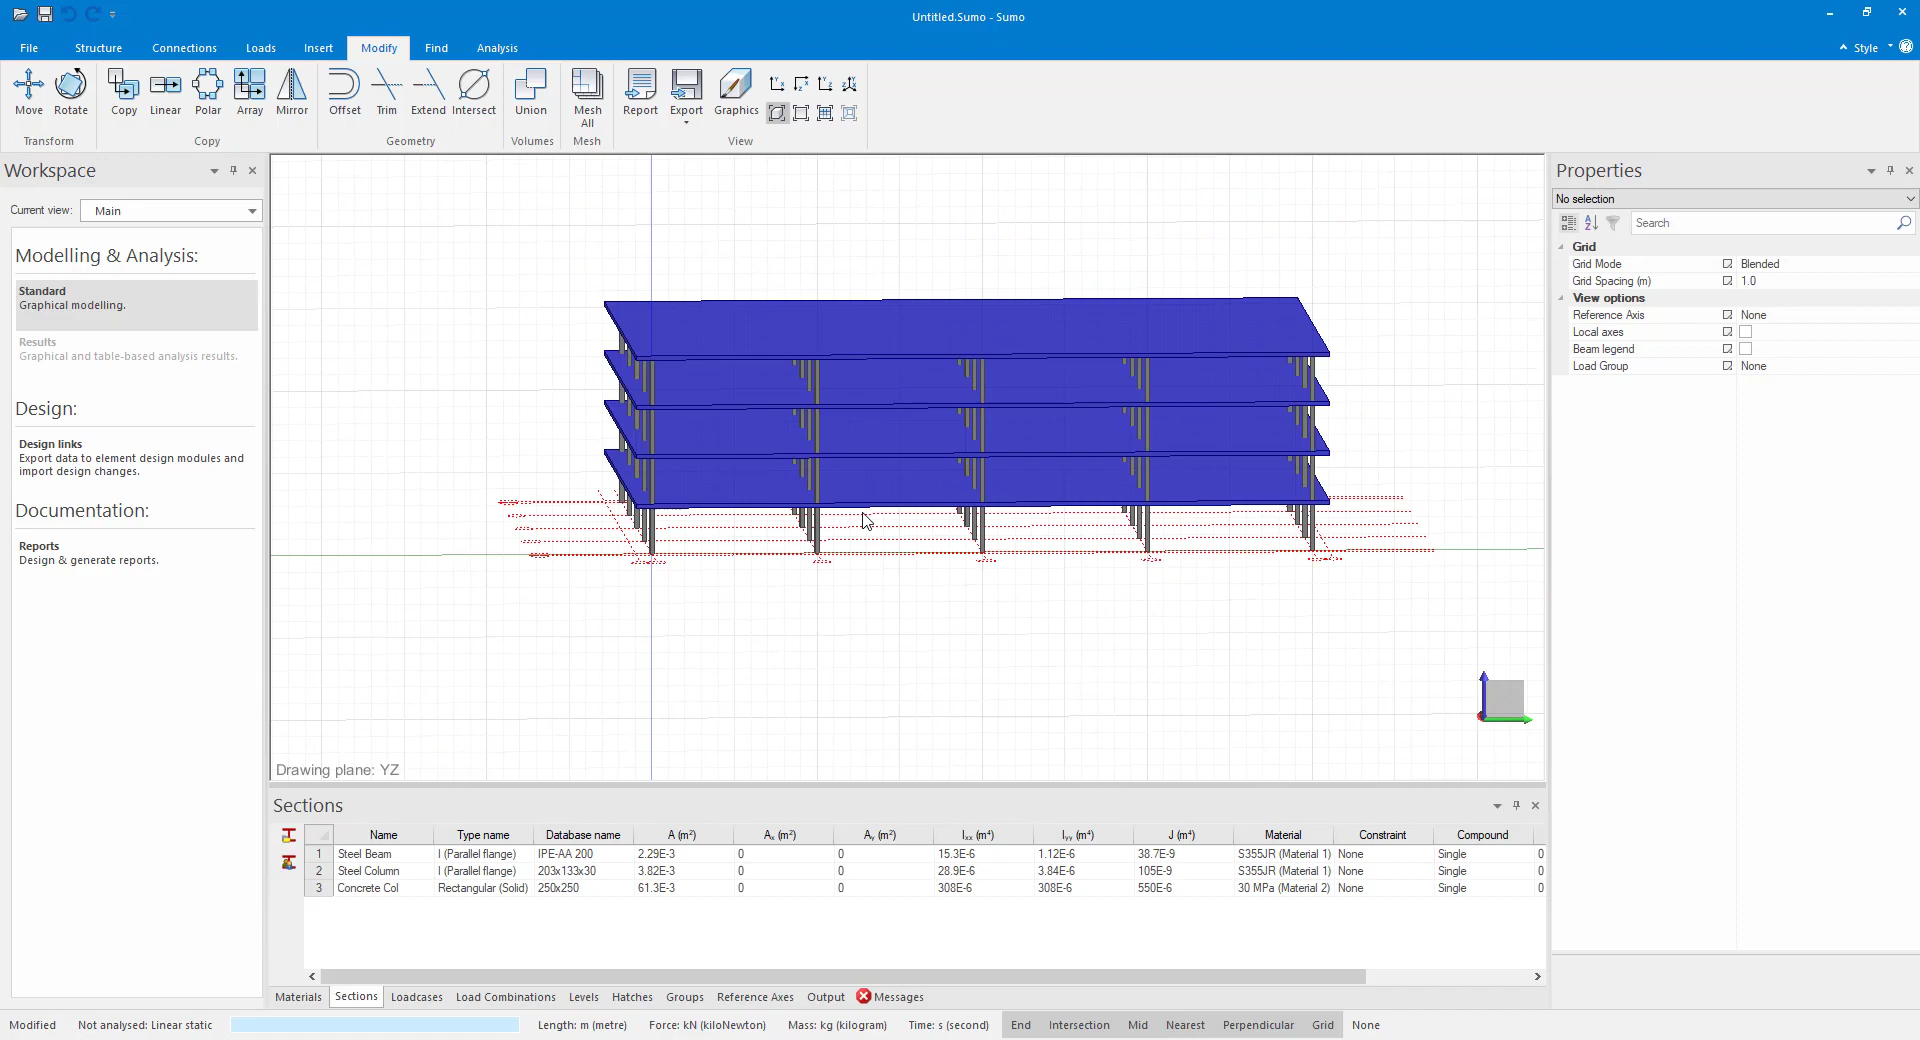 Untitled.Sumo - Sumo
File Structure Connections Loads Insert Modify Find Analysis Style
Move Rotate Copy Linear Polar Array Mirror Offset Trim Extend Intersect Union Mesh All Report Export Graphics
Transform Copy Geometry Volumes Mesh View
Workspace
Current view: Main
Modelling & Analysis:
Standard
Graphical modelling.
Results
Graphical and table-based analysis results.
Design:
Design links
Export data to element design modules and
import design changes.
Documentation:
Reports
Design & generate reports.
Drawing plane: YZ
Properties
No selection
Search
Grid
Grid Mode Blended
Grid Spacing (m) 1.0
View options
Reference Axis None
Local axes
Beam legend
Load Group None
Sections
Name Type name Database name A (m²) Aₓ (m²) Aᵧ (m²) Iₓₓ (m⁴) Iᵧᵧ (m⁴) J (m⁴) Material Constraint Compound
1 Steel Beam I (Parallel flange) IPE-AA 200 2.29E-3 0 0 15.3E-6 1.12E-6 38.7E-9 S355JR (Material 1) None Single 0
2 Steel Column I (Parallel flange) 203x133x30 3.82E-3 0 0 28.9E-6 3.84E-6 105E-9 S355JR (Material 1) None Single 0
3 Concrete Col Rectangular (Solid) 250x250 61.3E-3 0 0 308E-6 308E-6 550E-6 30 MPa (Material 2) None Single 0
Materials Sections Loadcases Load Combinations Levels Hatches Groups Reference Axes Output Messages
Modified Not analysed: Linear static Length: m (metre) Force: kN (kiloNewton) Mass: kg (kilogram) Time: s (second) End Intersection Mid Nearest Perpendicular Grid None